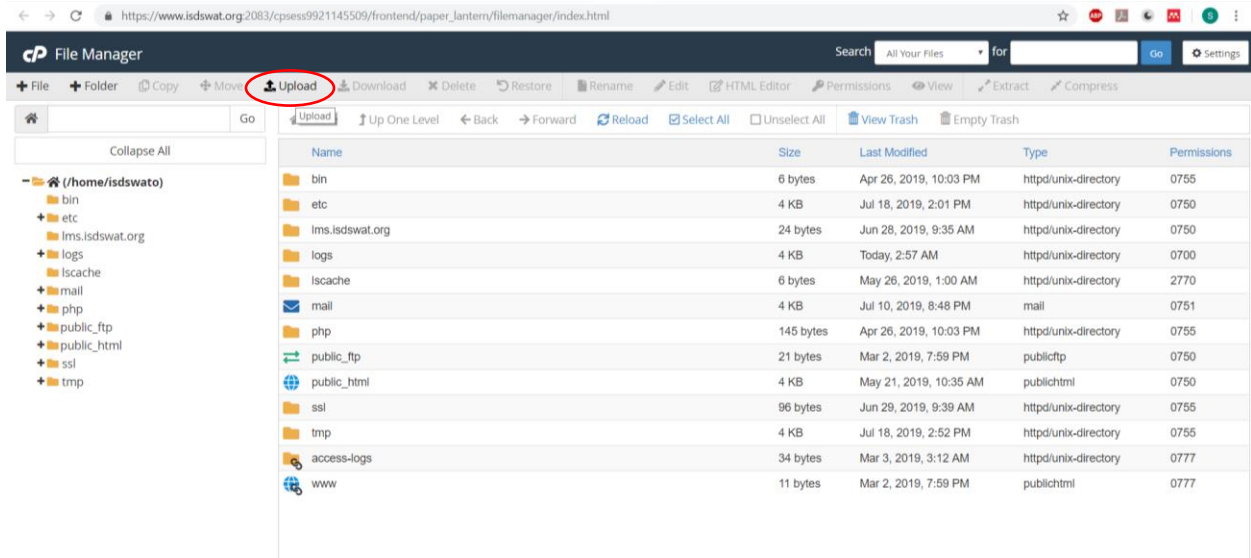 https://www.isdswat.org:2083/cpsess9921145509/frontend/paper_lantern/filemanager/index.html
ABP S
cP File Manager Search All Your Files for Go Settings
+ File + Folder Copy Move Upload Download Delete Restore Rename Edit HTML Editor Permissions View Extract Compress
Go Upload Up One Level Back Forward Reload Select All Unselect All View Trash Empty Trash
Collapse All
(/home/isdswato)
bin
etc
lms.isdswat.org
logs
lscache
mail
php
public_ftp
public_html
ssl
tmp
Name Size Last Modified Type Permissions
bin 6 bytes Apr 26, 2019, 10:03 PM httpd/unix-directory 0755
etc 4 KB Jul 18, 2019, 2:01 PM httpd/unix-directory 0750
lms.isdswat.org 24 bytes Jun 28, 2019, 9:35 AM httpd/unix-directory 0750
logs 4 KB Today, 2:57 AM httpd/unix-directory 0700
lscache 6 bytes May 26, 2019, 1:00 AM httpd/unix-directory 2770
mail 4 KB Jul 10, 2019, 8:48 PM mail 0751
php 145 bytes Apr 26, 2019, 10:03 PM httpd/unix-directory 0755
public_ftp 21 bytes Mar 2, 2019, 7:59 PM publicftp 0750
public_html 4 KB May 21, 2019, 10:35 AM publichtml 0750
ssl 96 bytes Jun 29, 2019, 9:39 AM httpd/unix-directory 0755
tmp 4 KB Jul 18, 2019, 2:52 PM httpd/unix-directory 0755
access-logs 34 bytes Mar 3, 2019, 3:12 AM httpd/unix-directory 0777
www 11 bytes Mar 2, 2019, 7:59 PM publichtml 0777